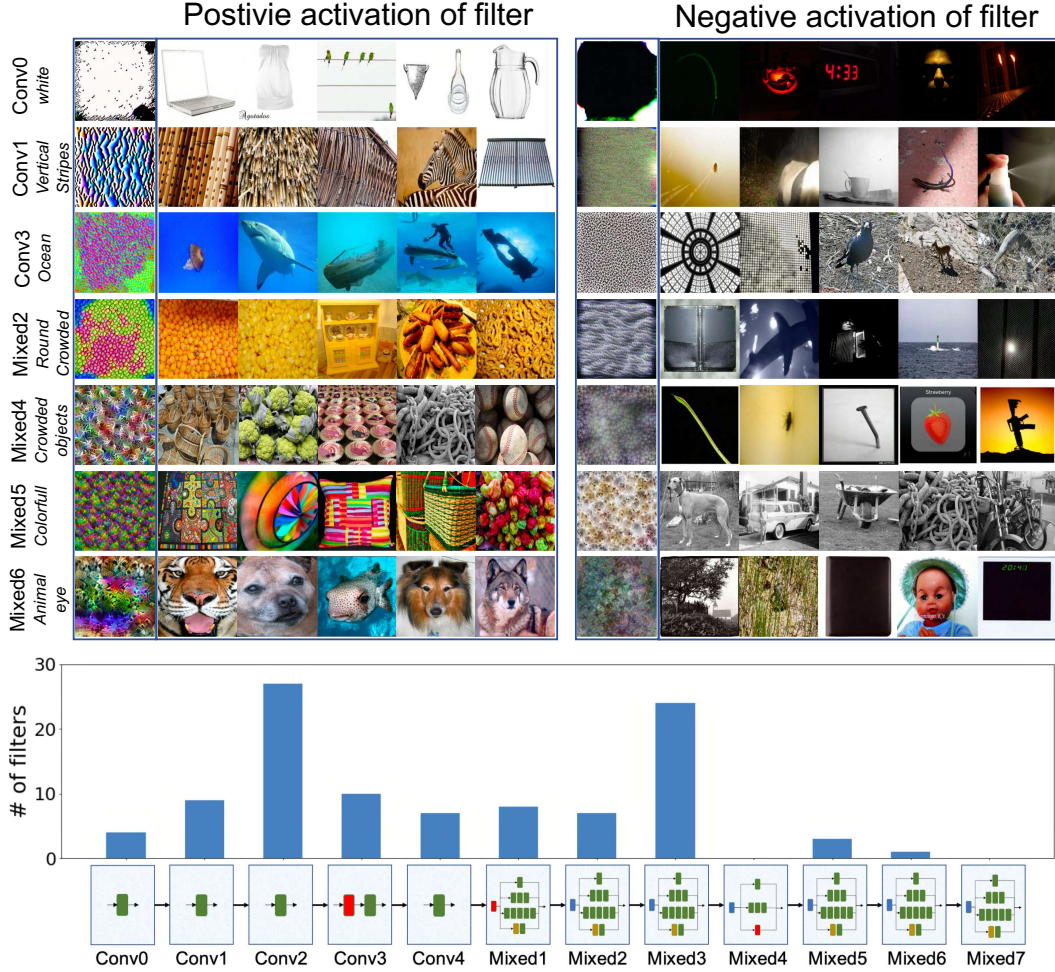 Postivie activation of filter
Negative activation of filter
Conv0
white
Agatadoo
4:33
Conv1
Vertical
Stripes
Conv3
Ocean
Mixed2
Round
Crowded
Mixed4
Crowded
objects
Strawberry
Mixed5
Colorfull
Mixed6
Animal
eye
# of filters
30
20
10
0
Conv0 Conv1 Conv2 Conv3 Conv4 Mixed1 Mixed2 Mixed3 Mixed4 Mixed5 Mixed6 Mixed7